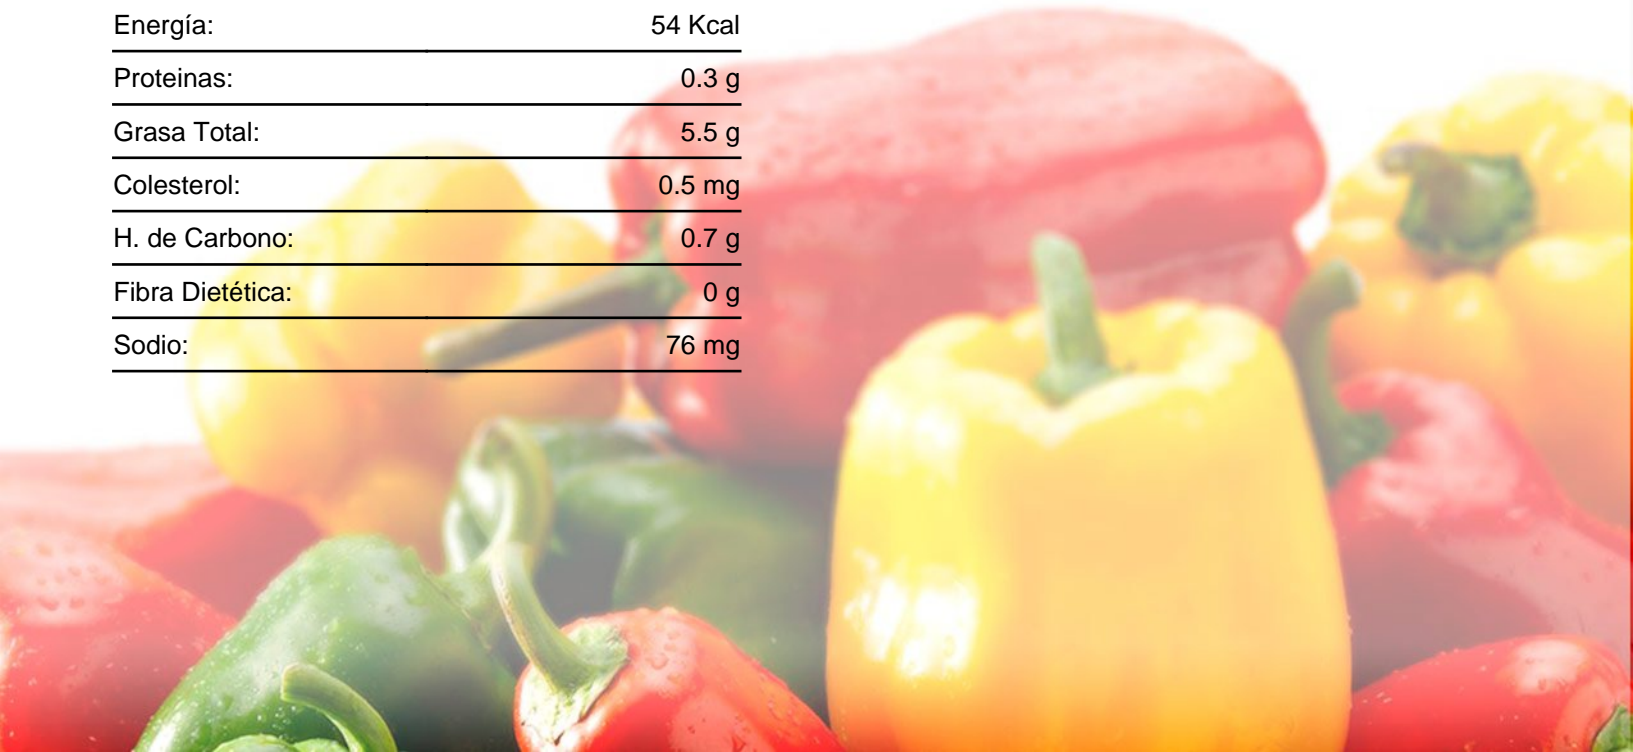 Energía: 54 Kcal
Proteinas: 0.3 g
Grasa Total: 5.5 g
Colesterol: 0.5 mg
H. de Carbono: 0.7 g
Fibra Dietética: 0 g
Sodio: 76 mg